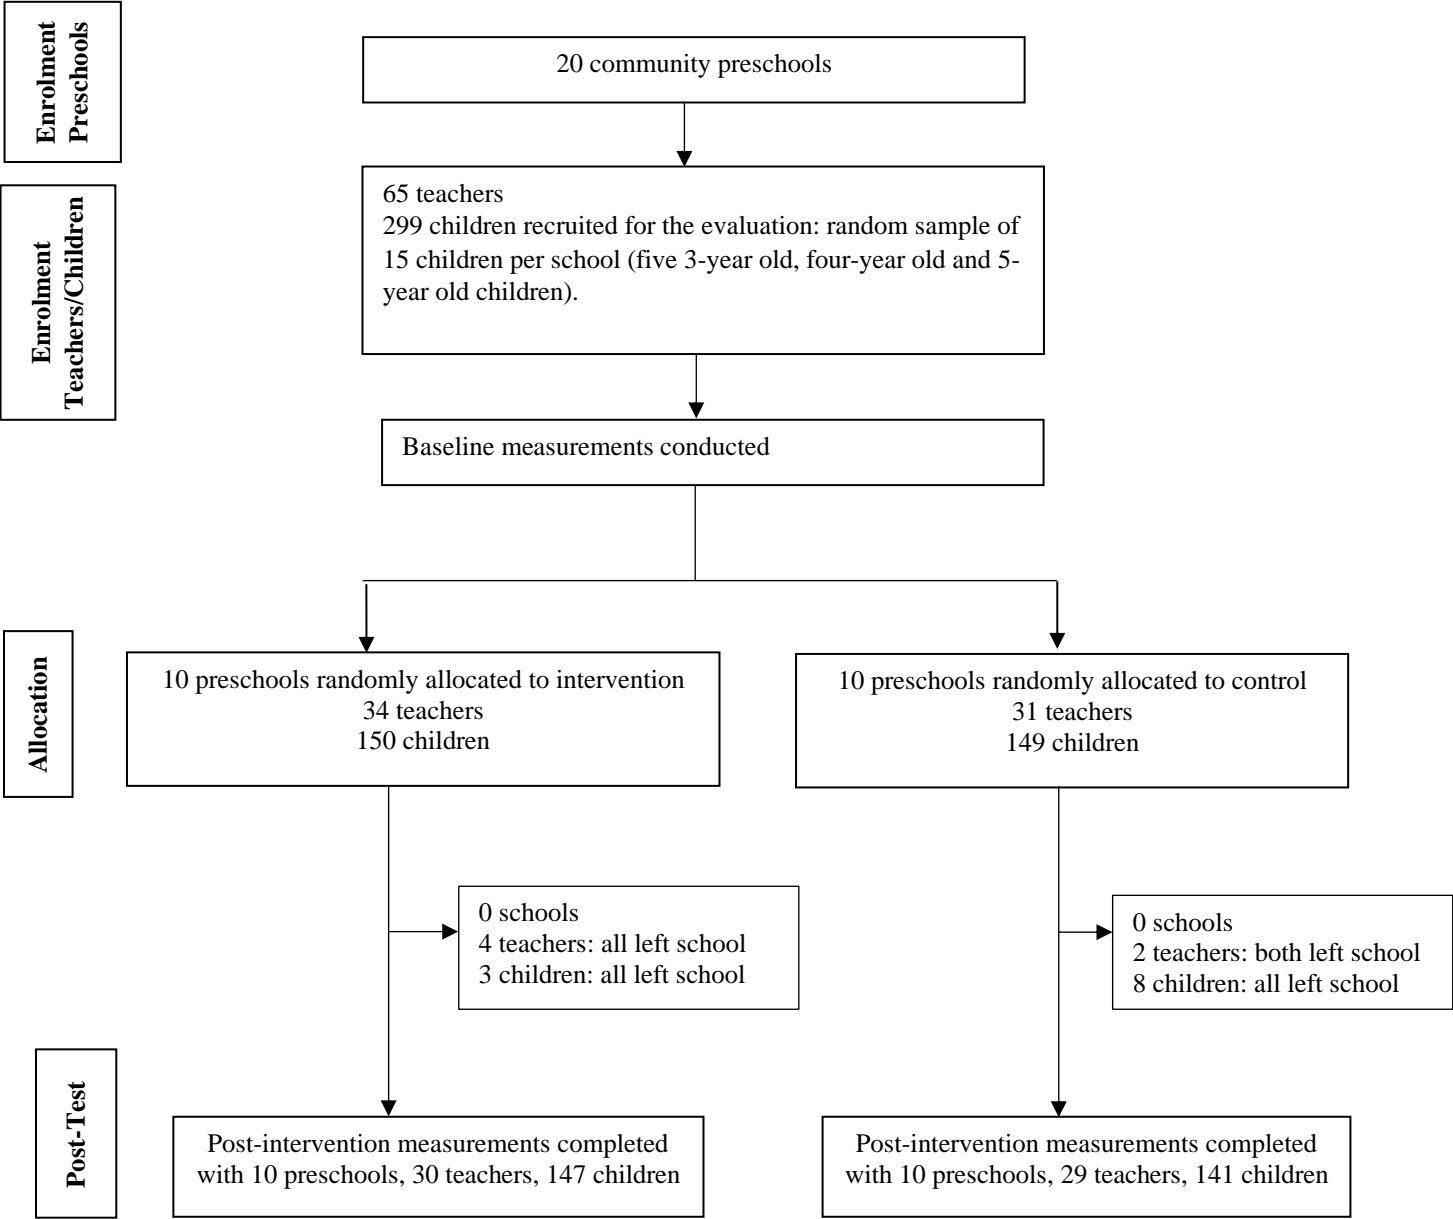 Enrolment
Preschools
20 community preschools
Enrolment
Teachers/Children
65 teachers
299 children recruited for the evaluation: random sample of
15 children per school (five 3-year old, four-year old and 5-
year old children).
Baseline measurements conducted
Allocation
10 preschools randomly allocated to intervention
34 teachers
150 children
10 preschools randomly allocated to control
31 teachers
149 children
0 schools
4 teachers: all left school
3 children: all left school
0 schools
2 teachers: both left school
8 children: all left school
Post-Test
Post-intervention measurements completed
with 10 preschools, 30 teachers, 147 children
Post-intervention measurements completed
with 10 preschools, 29 teachers, 141 children